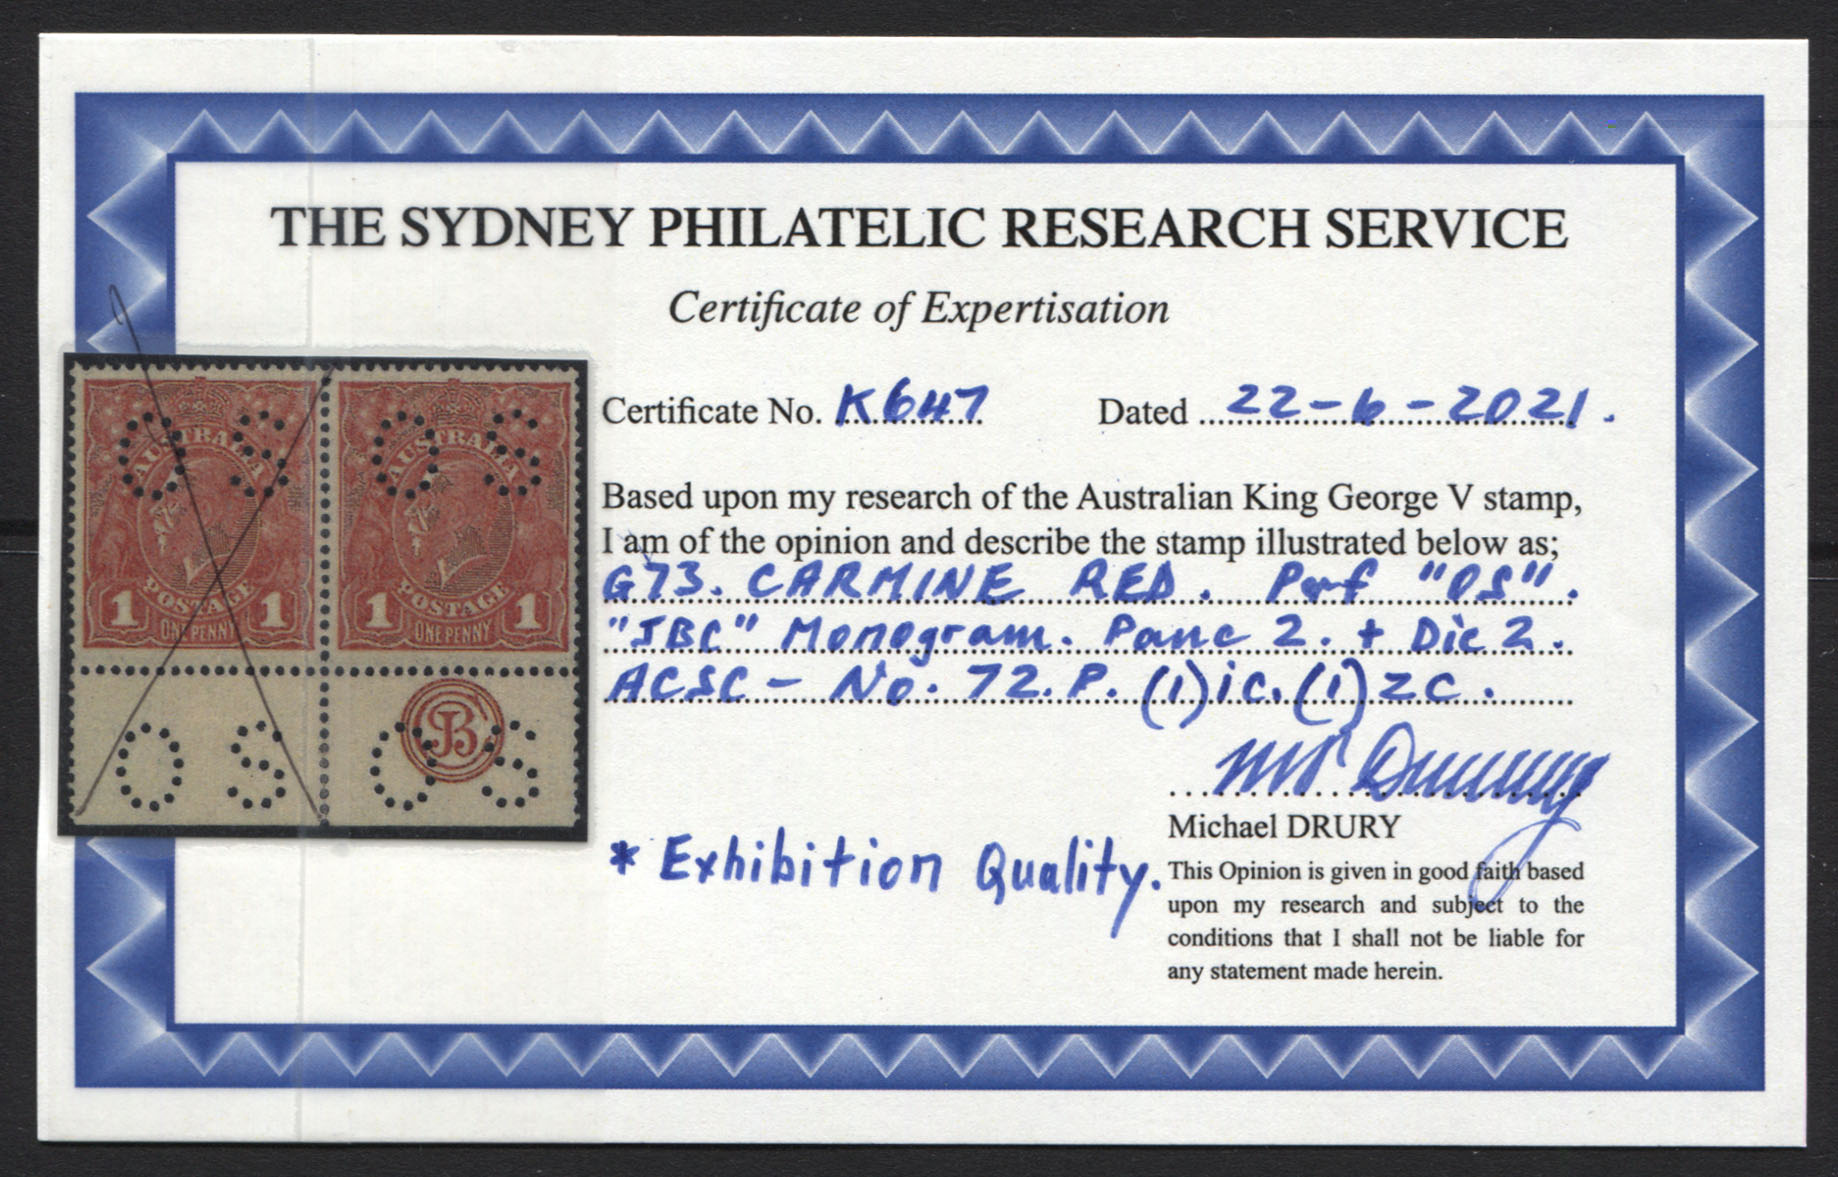 THE SYDNEY PHILATELIC RESEARCH SERVICE
Certificate of Expertisation
Certificate No. K647 Dated 22-6-2021.
Based upon my research of the Australian King George V stamp,
I am of the opinion and describe the stamp illustrated below as;
G73. CARMINE RED. Perf "OS".
"JBC" Monogram. Pane 2. + Die 2.
ACSC - No. 72.P.(1)ic.(1)zc.
AUSTRALIA
POSTAGE
1 ONE PENNY 1
OS
AUSTRALIA
POSTAGE
1 ONE PENNY 1
OS
OS
JBC
OS
Michael DRURY
* Exhibition Quality.
This Opinion is given in good faith based
upon my research and subject to the
conditions that I shall not be liable for
any statement made herein.